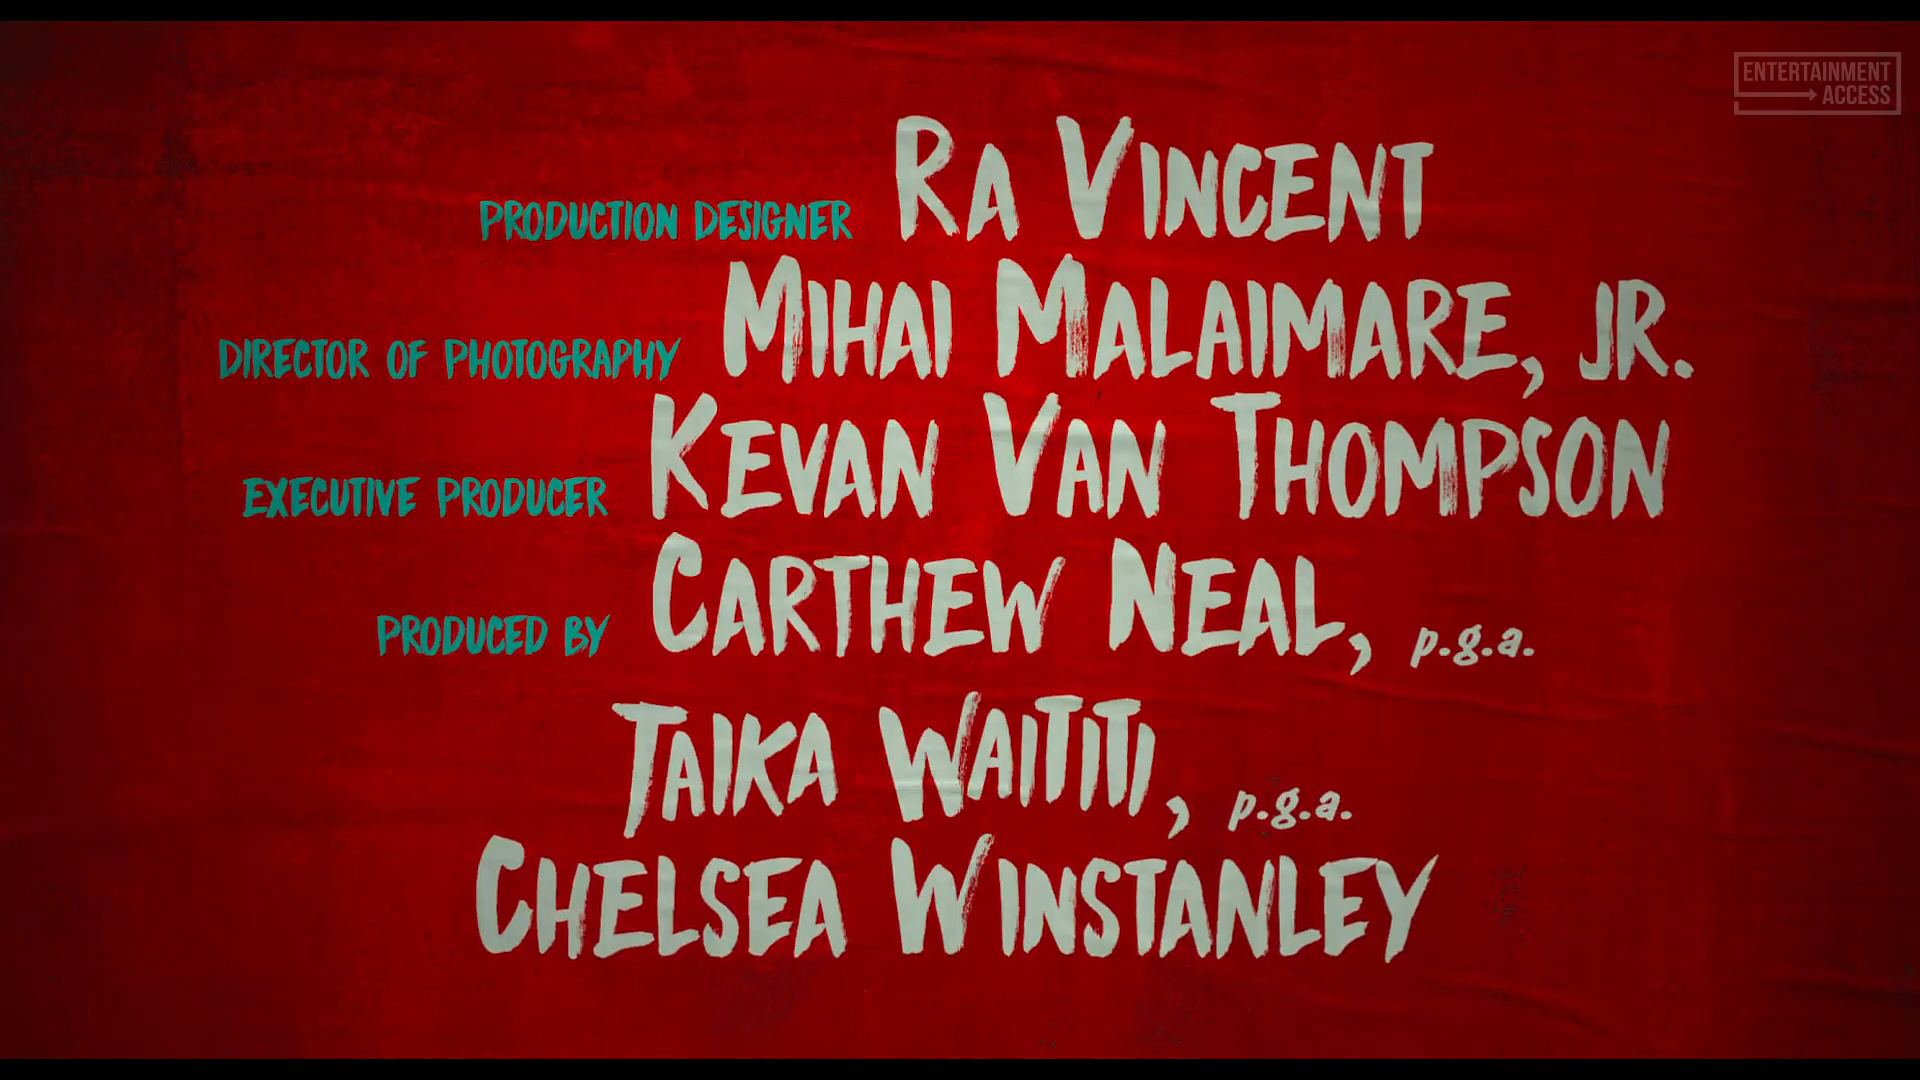 ENTERTAINMENT
ACCESS
PRODUCTION DESIGNER RA VINCENT
DIRECTOR OF PHOTOGRAPHY MIHAI MALAIMARE, JR.
EXECUTIVE PRODUCER KEVAN VAN THOMPSON
PRODUCED BY CARTHEW NEAL, p.g.a.
TAIKA WAITITI, p.g.a.
CHELSEA WINSTANLEY